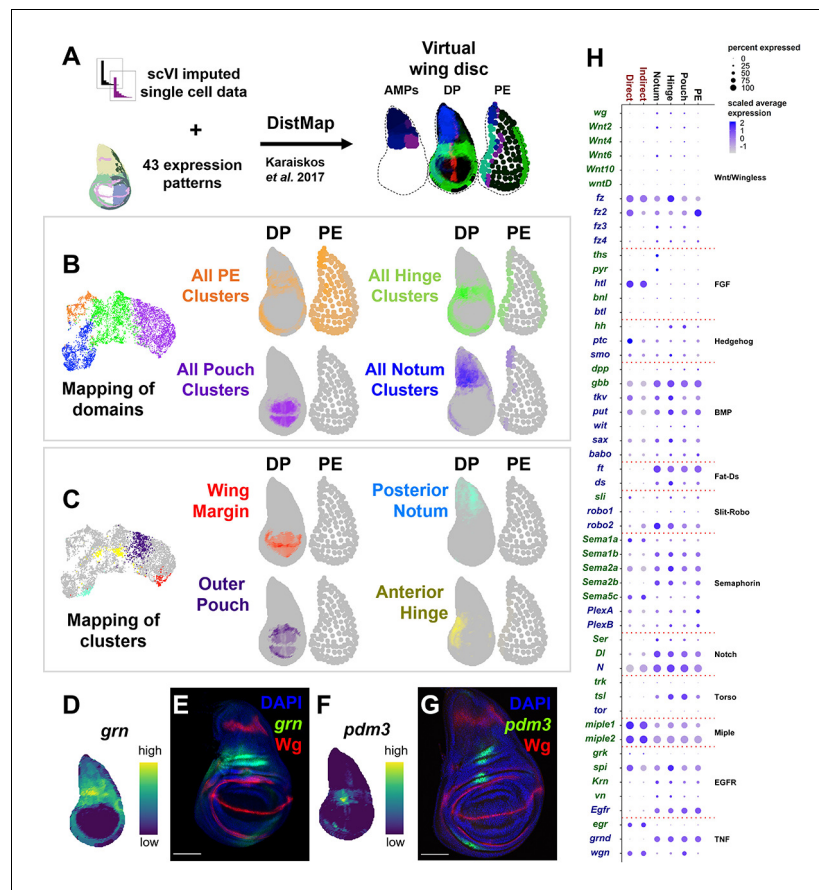 A
scVI imputed
single cell data
+
43 expression
patterns
DistMap
Karaiskos
et al. 2017
Virtual
wing disc
AMPs
DP
PE
B
Mapping of
domains
DP
PE
All PE
Clusters
All Pouch
Clusters
DP
PE
All Hinge
Clusters
All Notum
Clusters
C
Mapping of
clusters
DP
PE
Wing
Margin
Outer
Pouch
DP
PE
Posterior
Notum
Anterior
Hinge
D
grn
high
low
E
DAPI
grn
Wg
F
pdm3
high
low
G
DAPI
pdm3
Wg
H
percent expressed
0
25
50
75
100
scaled average
expression
2
1
0
-1
Direct
Indirect
Notum
Hinge
Pouch
PE
wg
Wnt2
Wnt4
Wnt6
Wnt10
wntD
fz
fz2
fz3
fz4
Wnt/Wingless
ths
pyr
htl
bnl
btl
FGF
hh
ptc
smo
Hedgehog
dpp
gbb
tkv
put
wit
sax
babo
BMP
ft
ds
Fat-Ds
sli
robo1
robo2
Slit-Robo
Sema1a
Sema1b
Sema2a
Sema2b
Sema5c
PlexA
PlexB
Semaphorin
Ser
Dl
N
Notch
trk
tsl
tor
Torso
miple1
miple2
Miple
grk
spi
Krn
vn
Egfr
EGFR
egr
grnd
wgn
TNF